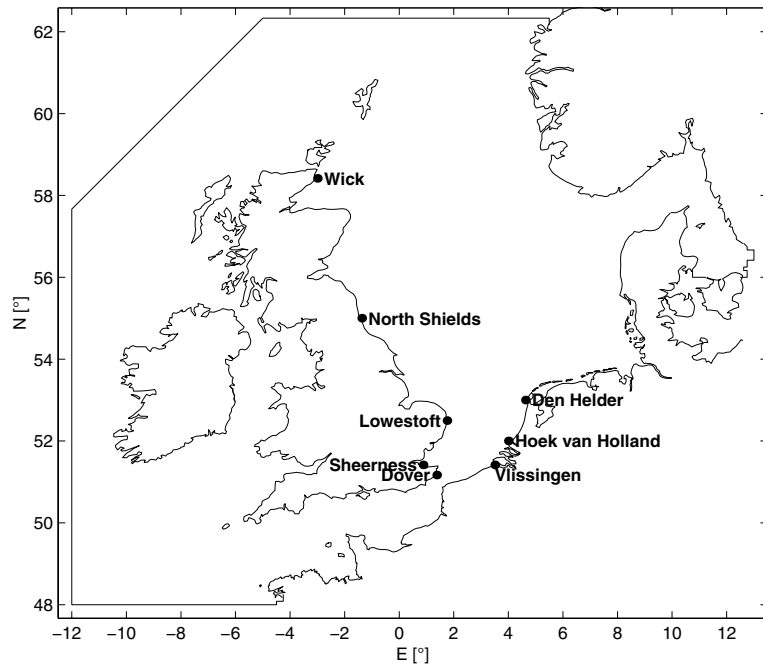 62
60
58
56
54
52
50
48
N [°]
Wick
North Shields
Den Helder
Lowestoft
Hoek van Holland
Sheerness
Dover
Vlissingen
−12 −10 −8 −6 −4 −2 0 2 4 6 8 10 12
E [°]